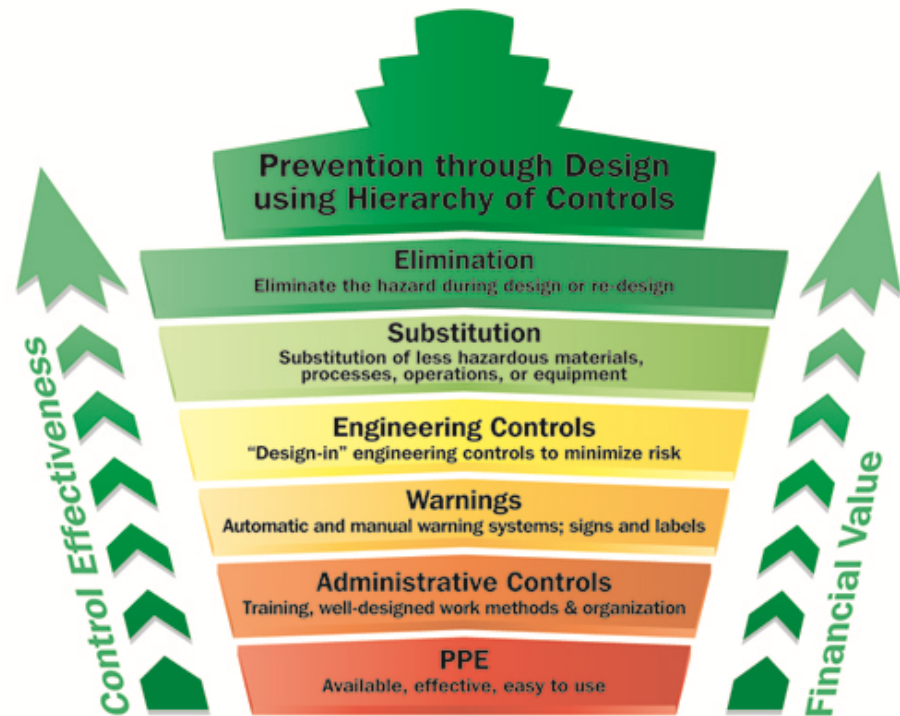 Prevention through Design
using Hierarchy of Controls
Elimination
Eliminate the hazard during design or re-design
Substitution
Substitution of less hazardous materials,
processes, operations, or equipment
Engineering Controls
“Design-in” engineering controls to minimize risk
Warnings
Automatic and manual warning systems; signs and labels
Administrative Controls
Training, well-designed work methods & organization
PPE
Available, effective, easy to use
Control Effectiveness
Financial Value